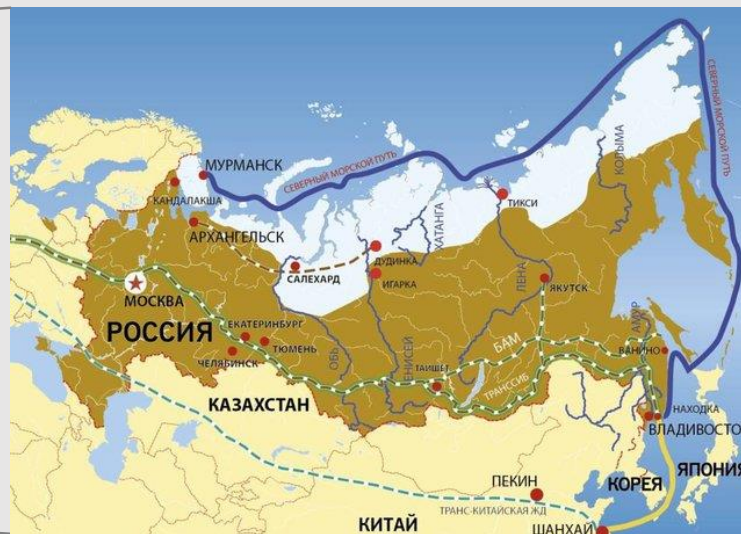 МУРМАНСК
СЕВЕРНЫЙ МОРСКОЙ ПУТЬ
СЕВЕРНЫЙ МОРСКОЙ ПУТЬ
КАНДАЛАКША
АРХАНГЕЛЬСК
ТИКСИ
КОЛЫМА
ХАТАНГА
ДУДИНКА
САЛЕХАРД
ИГАРКА
ЛЕНА
ЯКУТСК
МОСКВА
РОССИЯ
ЕКАТЕРИНБУРГ
ТЮМЕНЬ
ЧЕЛЯБИНСК
ОБЬ
ЕНИСЕЙ
ТАЙШЕТ
БАМ
ТРАНССИБ
АМУР
ВАНИНО
КАЗАХСТАН
НАХОДКА
ВЛАДИВОСТО
ПЕКИН
КОРЕЯ
ЯПОНИЯ
ТРАНС-КИТАЙСКАЯ ЖД
КИТАЙ
ШАНХАЙ